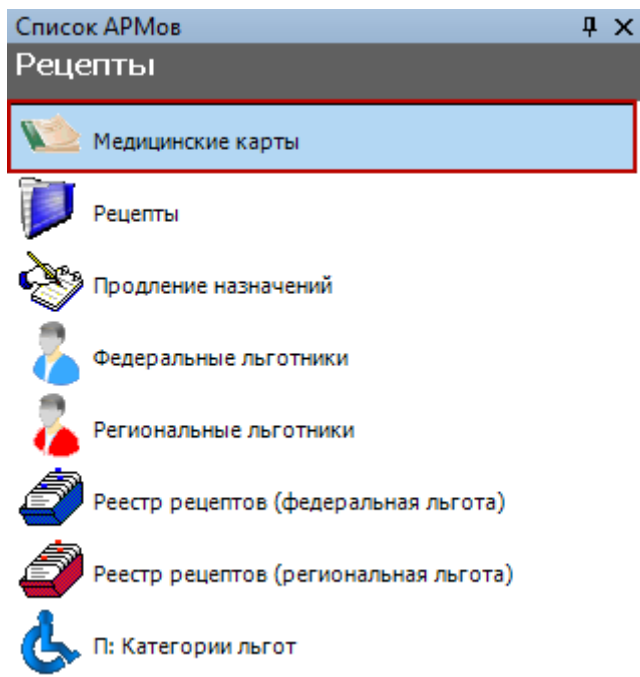 Список АРМов
Рецепты
Медицинские карты
Рецепты
Продление назначений
Федеральные льготники
Региональные льготники
Реестр рецептов (федеральная льгота)
Реестр рецептов (региональная льгота)
П: Категории льгот